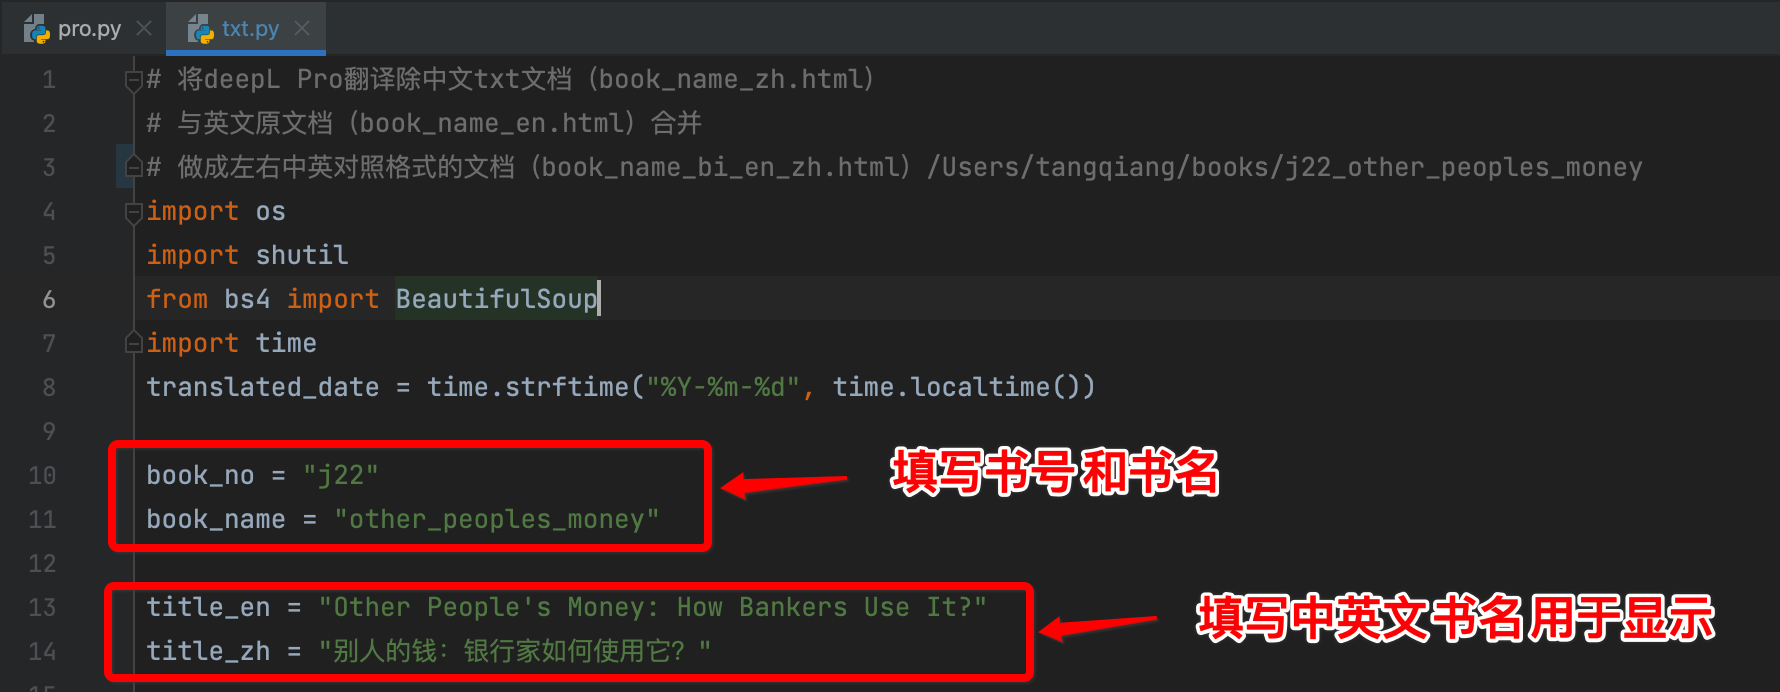 pro.py
txt.py
1 # 将deepL Pro翻译除中文txt文档（book_name_zh.html）
2 # 与英文原文档（book_name_en.html）合并
3 # 做成左右中英对照格式的文档（book_name_bi_en_zh.html）/Users/tangqiang/books/j22_other_peoples_money
4 import os
5 import shutil
6 from bs4 import BeautifulSoup
7 import time
8 translated_date = time.strftime("%Y-%m-%d", time.localtime())
9
10 book_no = "j22"
填写书号和书名
11 book_name = "other_peoples_money"
12
13 title_en = "Other People's Money: How Bankers Use It?"
填写中英文书名用于显示
14 title_zh = "别人的钱：银行家如何使用它？"
15